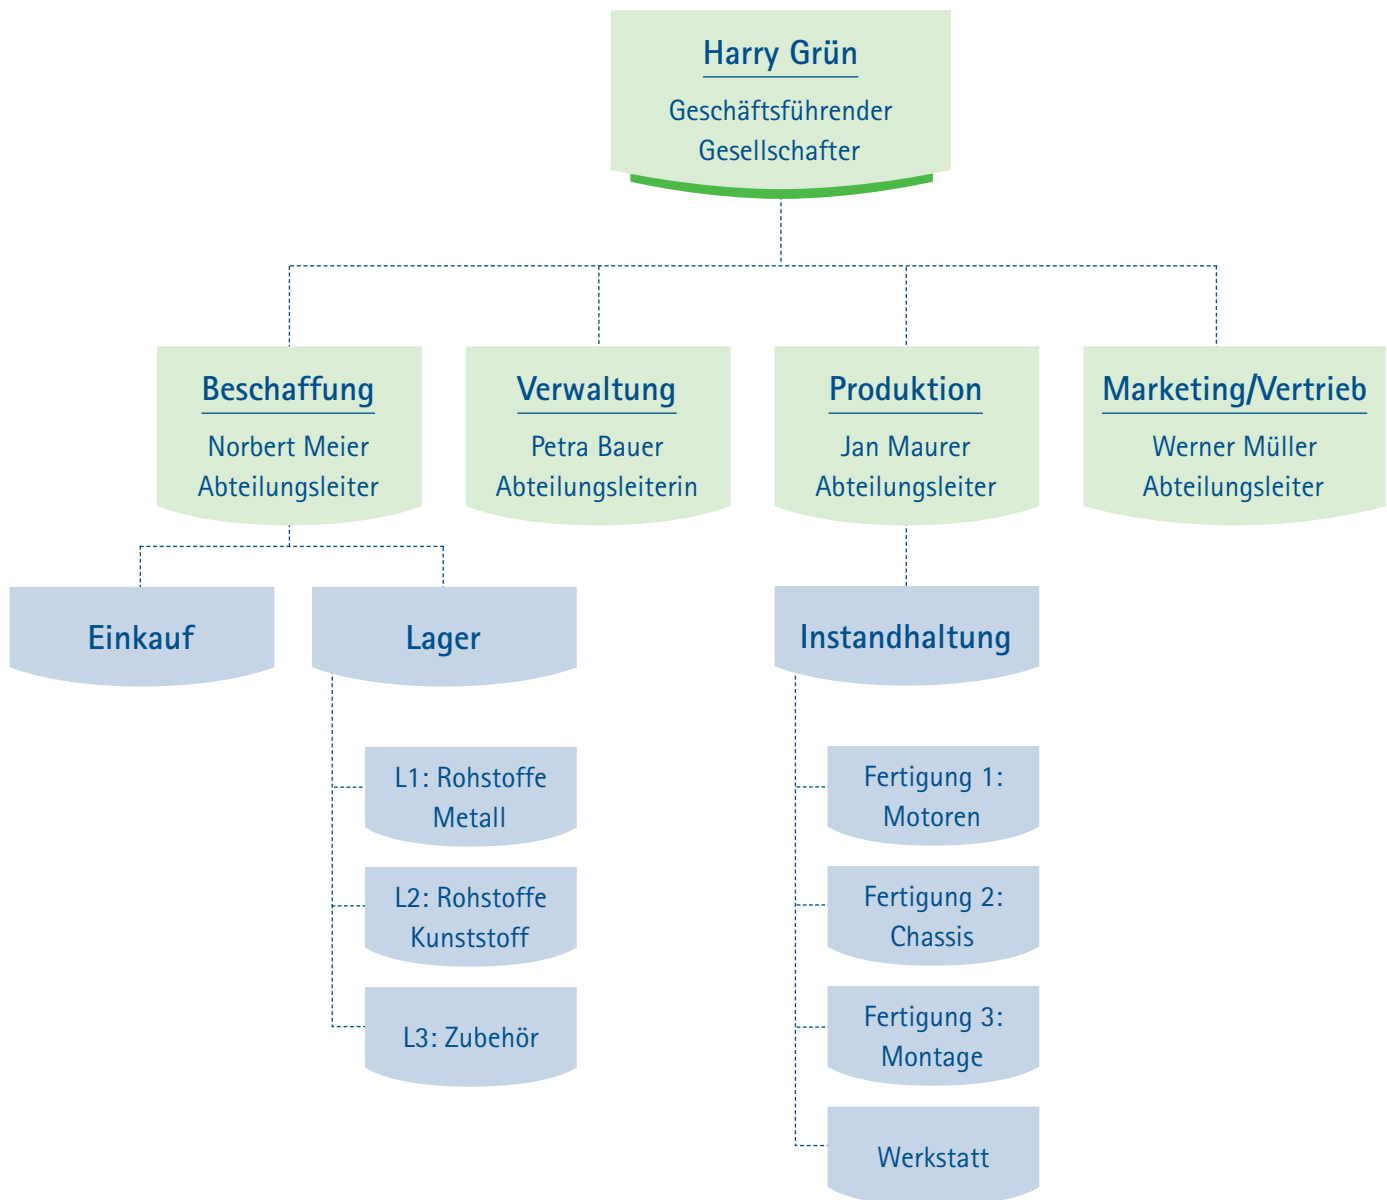 Harry Grün
Geschäftsführender
Gesellschafter
Beschaffung
Norbert Meier
Abteilungsleiter
Verwaltung
Petra Bauer
Abteilungsleiterin
Produktion
Jan Maurer
Abteilungsleiter
Marketing/Vertrieb
Werner Müller
Abteilungsleiter
Einkauf
Lager
Instandhaltung
L1: Rohstoffe
Metall
L2: Rohstoffe
Kunststoff
L3: Zubehör
Fertigung 1:
Motoren
Fertigung 2:
Chassis
Fertigung 3:
Montage
Werkstatt